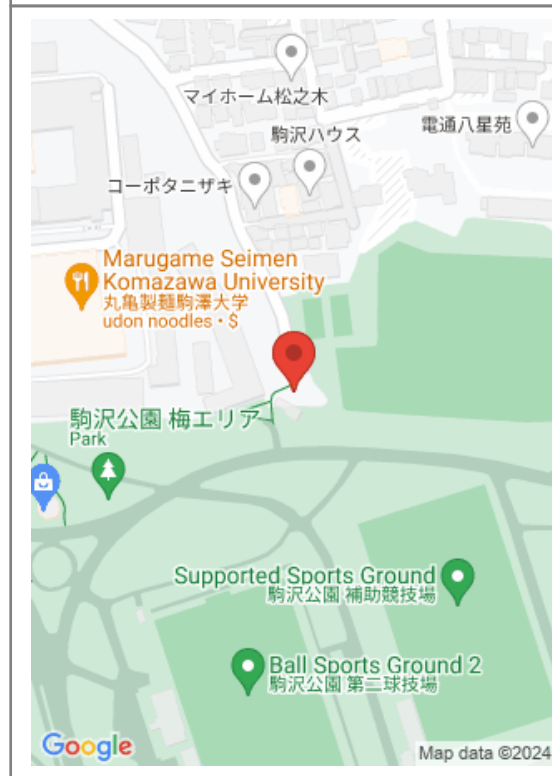 マイホーム松之木
駒沢ハウス
電通八星苑
コーポタニザキ
Marugame Seimen
Komazawa University
丸亀製麺駒澤大学
udon noodles · $
駒沢公園 梅エリア
Park
Supported Sports Ground
駒沢公園 補助競技場
Ball Sports Ground 2
駒沢公園 第二球技場
Google
Map data ©2024